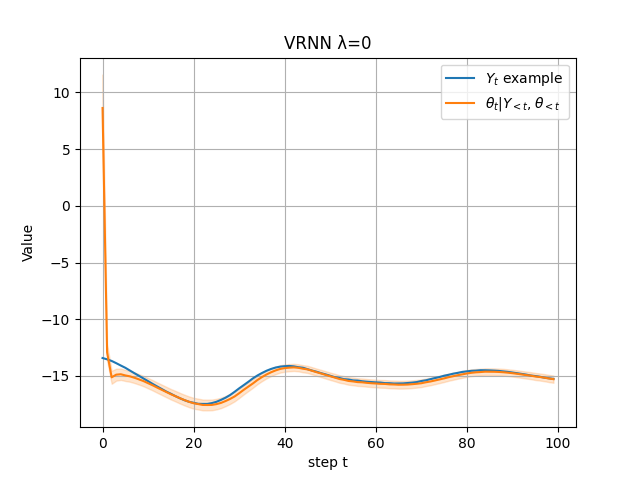 VRNN λ=0
Y_t example
θ_t|Y_{<t}, θ_{<t}
Value
10
5
0
−5
−10
−15
0
20
40
60
80
100
step t